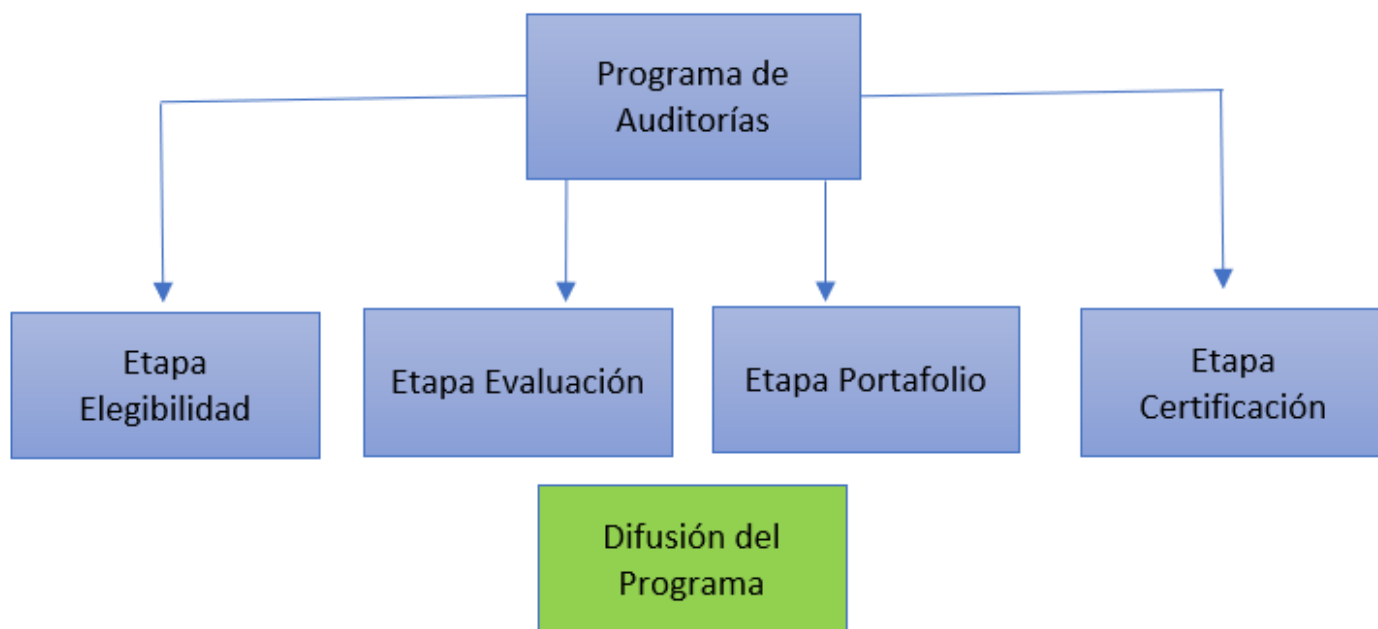 Programa de
Auditorías
Etapa
Elegibilidad
Etapa Evaluación
Etapa Portafolio
Etapa
Certificación
Difusión del
Programa